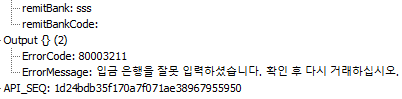 remitBank: sss
remitBankCode:
Output {} (2)
ErrorCode: 80003211
ErrorMessage: 입금 은행을 잘못 입력하셨습니다. 확인 후 다시 거래하십시오.
API_SEQ: 1d24bdb35f170a7f071ae38967955950